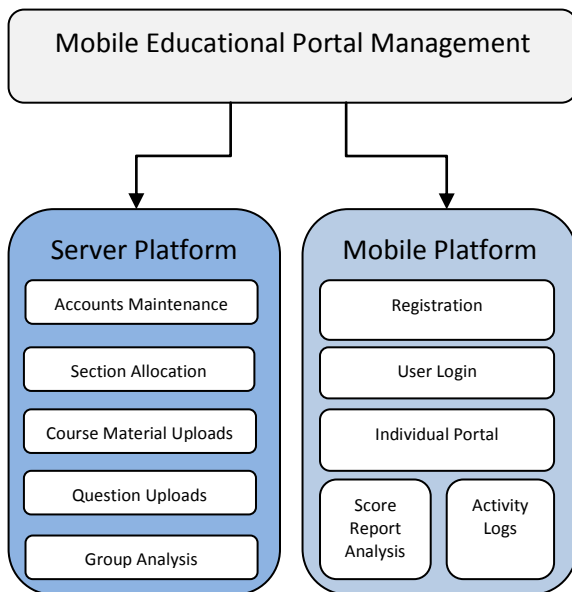 Mobile Educational Portal Management
Server Platform
Accounts Maintenance
Section Allocation
Course Material Uploads
Question Uploads
Group Analysis
Mobile Platform
Registration
User Login
Individual Portal
Score
Report
Analysis
Activity
Logs